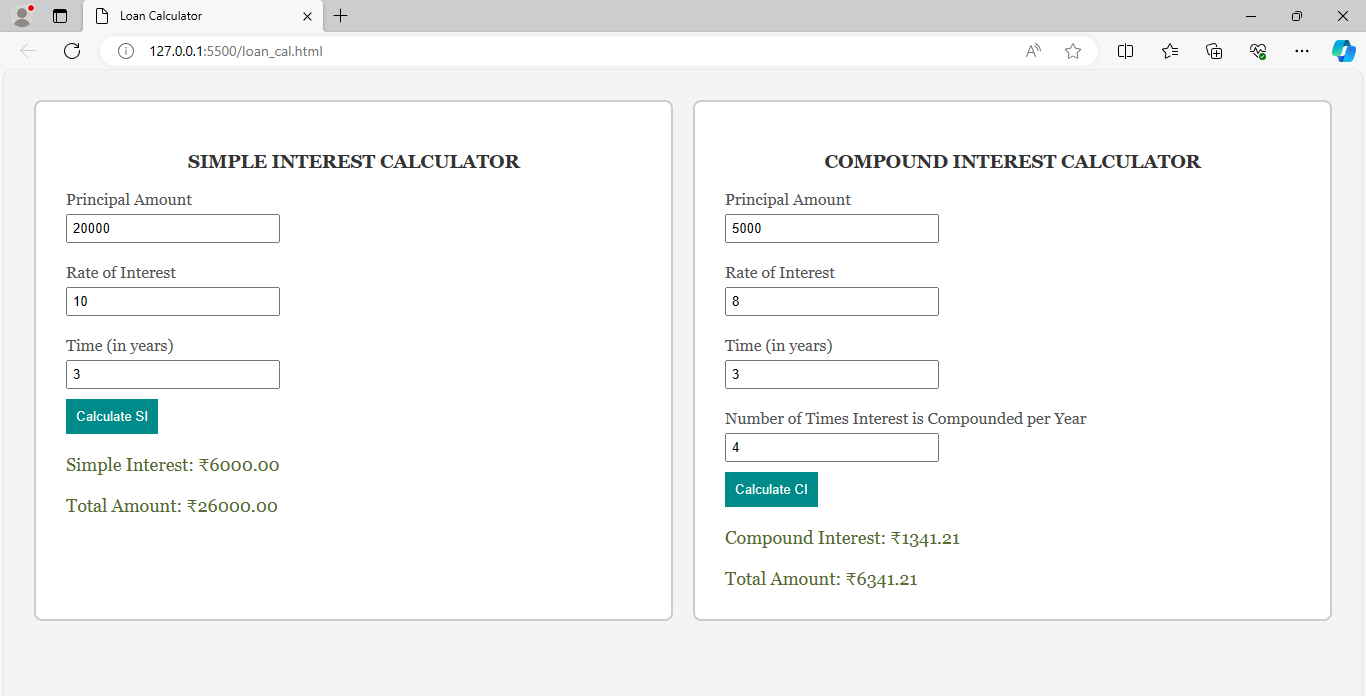 Loan Calculator
127.0.0.1:5500/loan_cal.html
SIMPLE INTEREST CALCULATOR
Principal Amount
20000
Rate of Interest
10
Time (in years)
3
Calculate SI
Simple Interest: ₹6000.00
Total Amount: ₹26000.00
COMPOUND INTEREST CALCULATOR
Principal Amount
5000
Rate of Interest
8
Time (in years)
3
Number of Times Interest is Compounded per Year
4
Calculate CI
Compound Interest: ₹1341.21
Total Amount: ₹6341.21